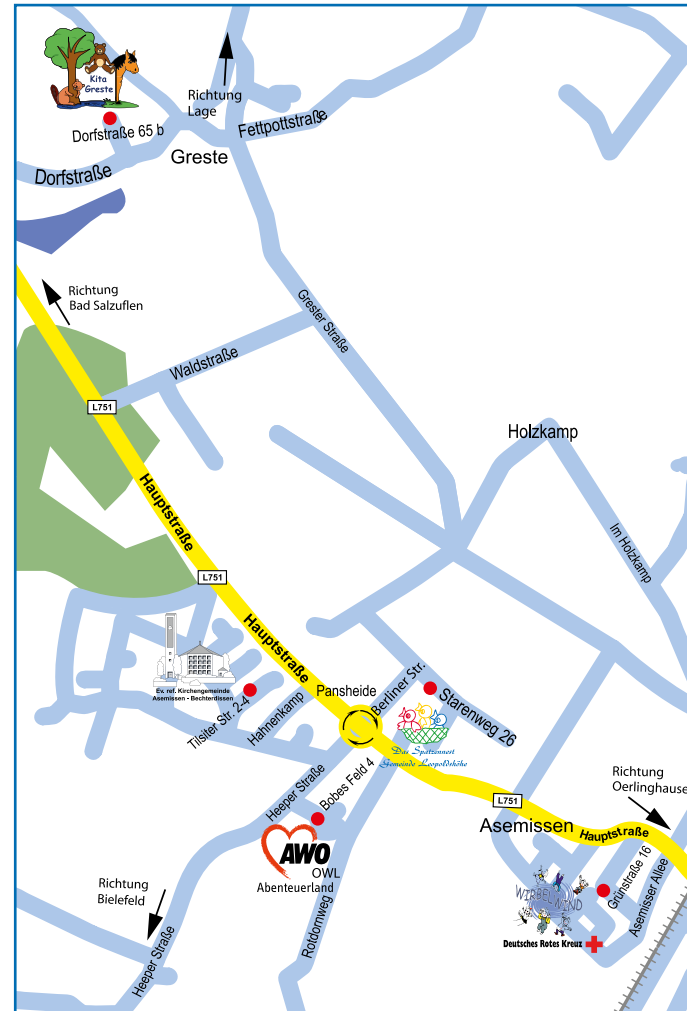 Kita
Greste
Richtung
Lage
Dorfstraße 65 b
Fettpottstraße
Greste
Dorfstraße
Richtung
Bad Salzuflen
Grester Straße
Waldstraße
L751
Holzkamp
Hauptstraße
Im Holzkamp
L751
Hauptstraße
Ev. ref. Kirchengemeinde
Asemissen - Bechterdissen
Tilsiter Str. 2-4
Hahnenkamp
Pansheide
Berliner Str.
Starenweg 26
Das Spatzennest
Gemeinde Leopoldshöhe
Heeper Straße
Bobes Feld 4
L751
Richtung
Oerlinghause
Asemissen
Hauptstraße
AWO
OWL
Abenteuerland
Grünstraße 16
Asemisser Allee
WIRBELWIND
Deutsches Rotes Kreuz
Richtung
Bielefeld
Rotdornweg
Heeper Straße